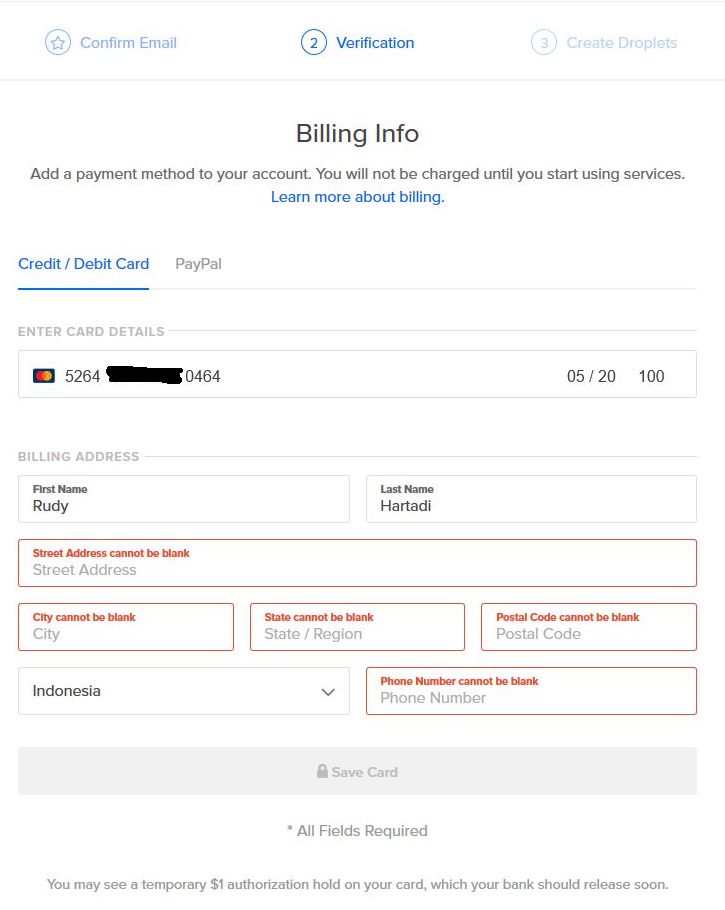 Confirm Email
2 Verification
3 Create Droplets
Billing Info
Add a payment method to your account. You will not be charged until you start using services.
Learn more about billing.
Credit / Debit Card PayPal
ENTER CARD DETAILS
5264 0464 05 / 20 100
BILLING ADDRESS
First Name
Rudy
Last Name
Hartadi
Street Address cannot be blank
Street Address
City cannot be blank
City
State cannot be blank
State / Region
Postal Code cannot be blank
Postal Code
Indonesia
Phone Number cannot be blank
Phone Number
Save Card
* All Fields Required
You may see a temporary $1 authorization hold on your card, which your bank should release soon.